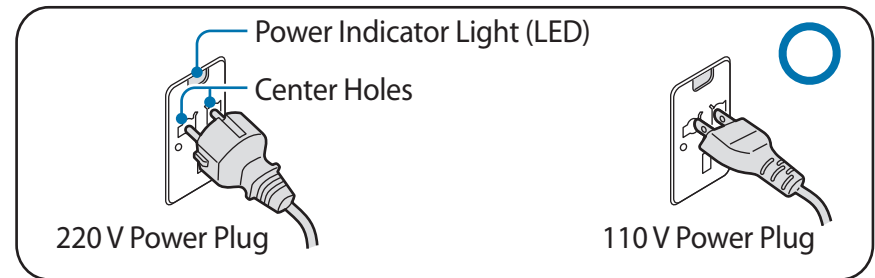 Power Indicator Light (LED)
Center Holes
220 V Power Plug
110 V Power Plug